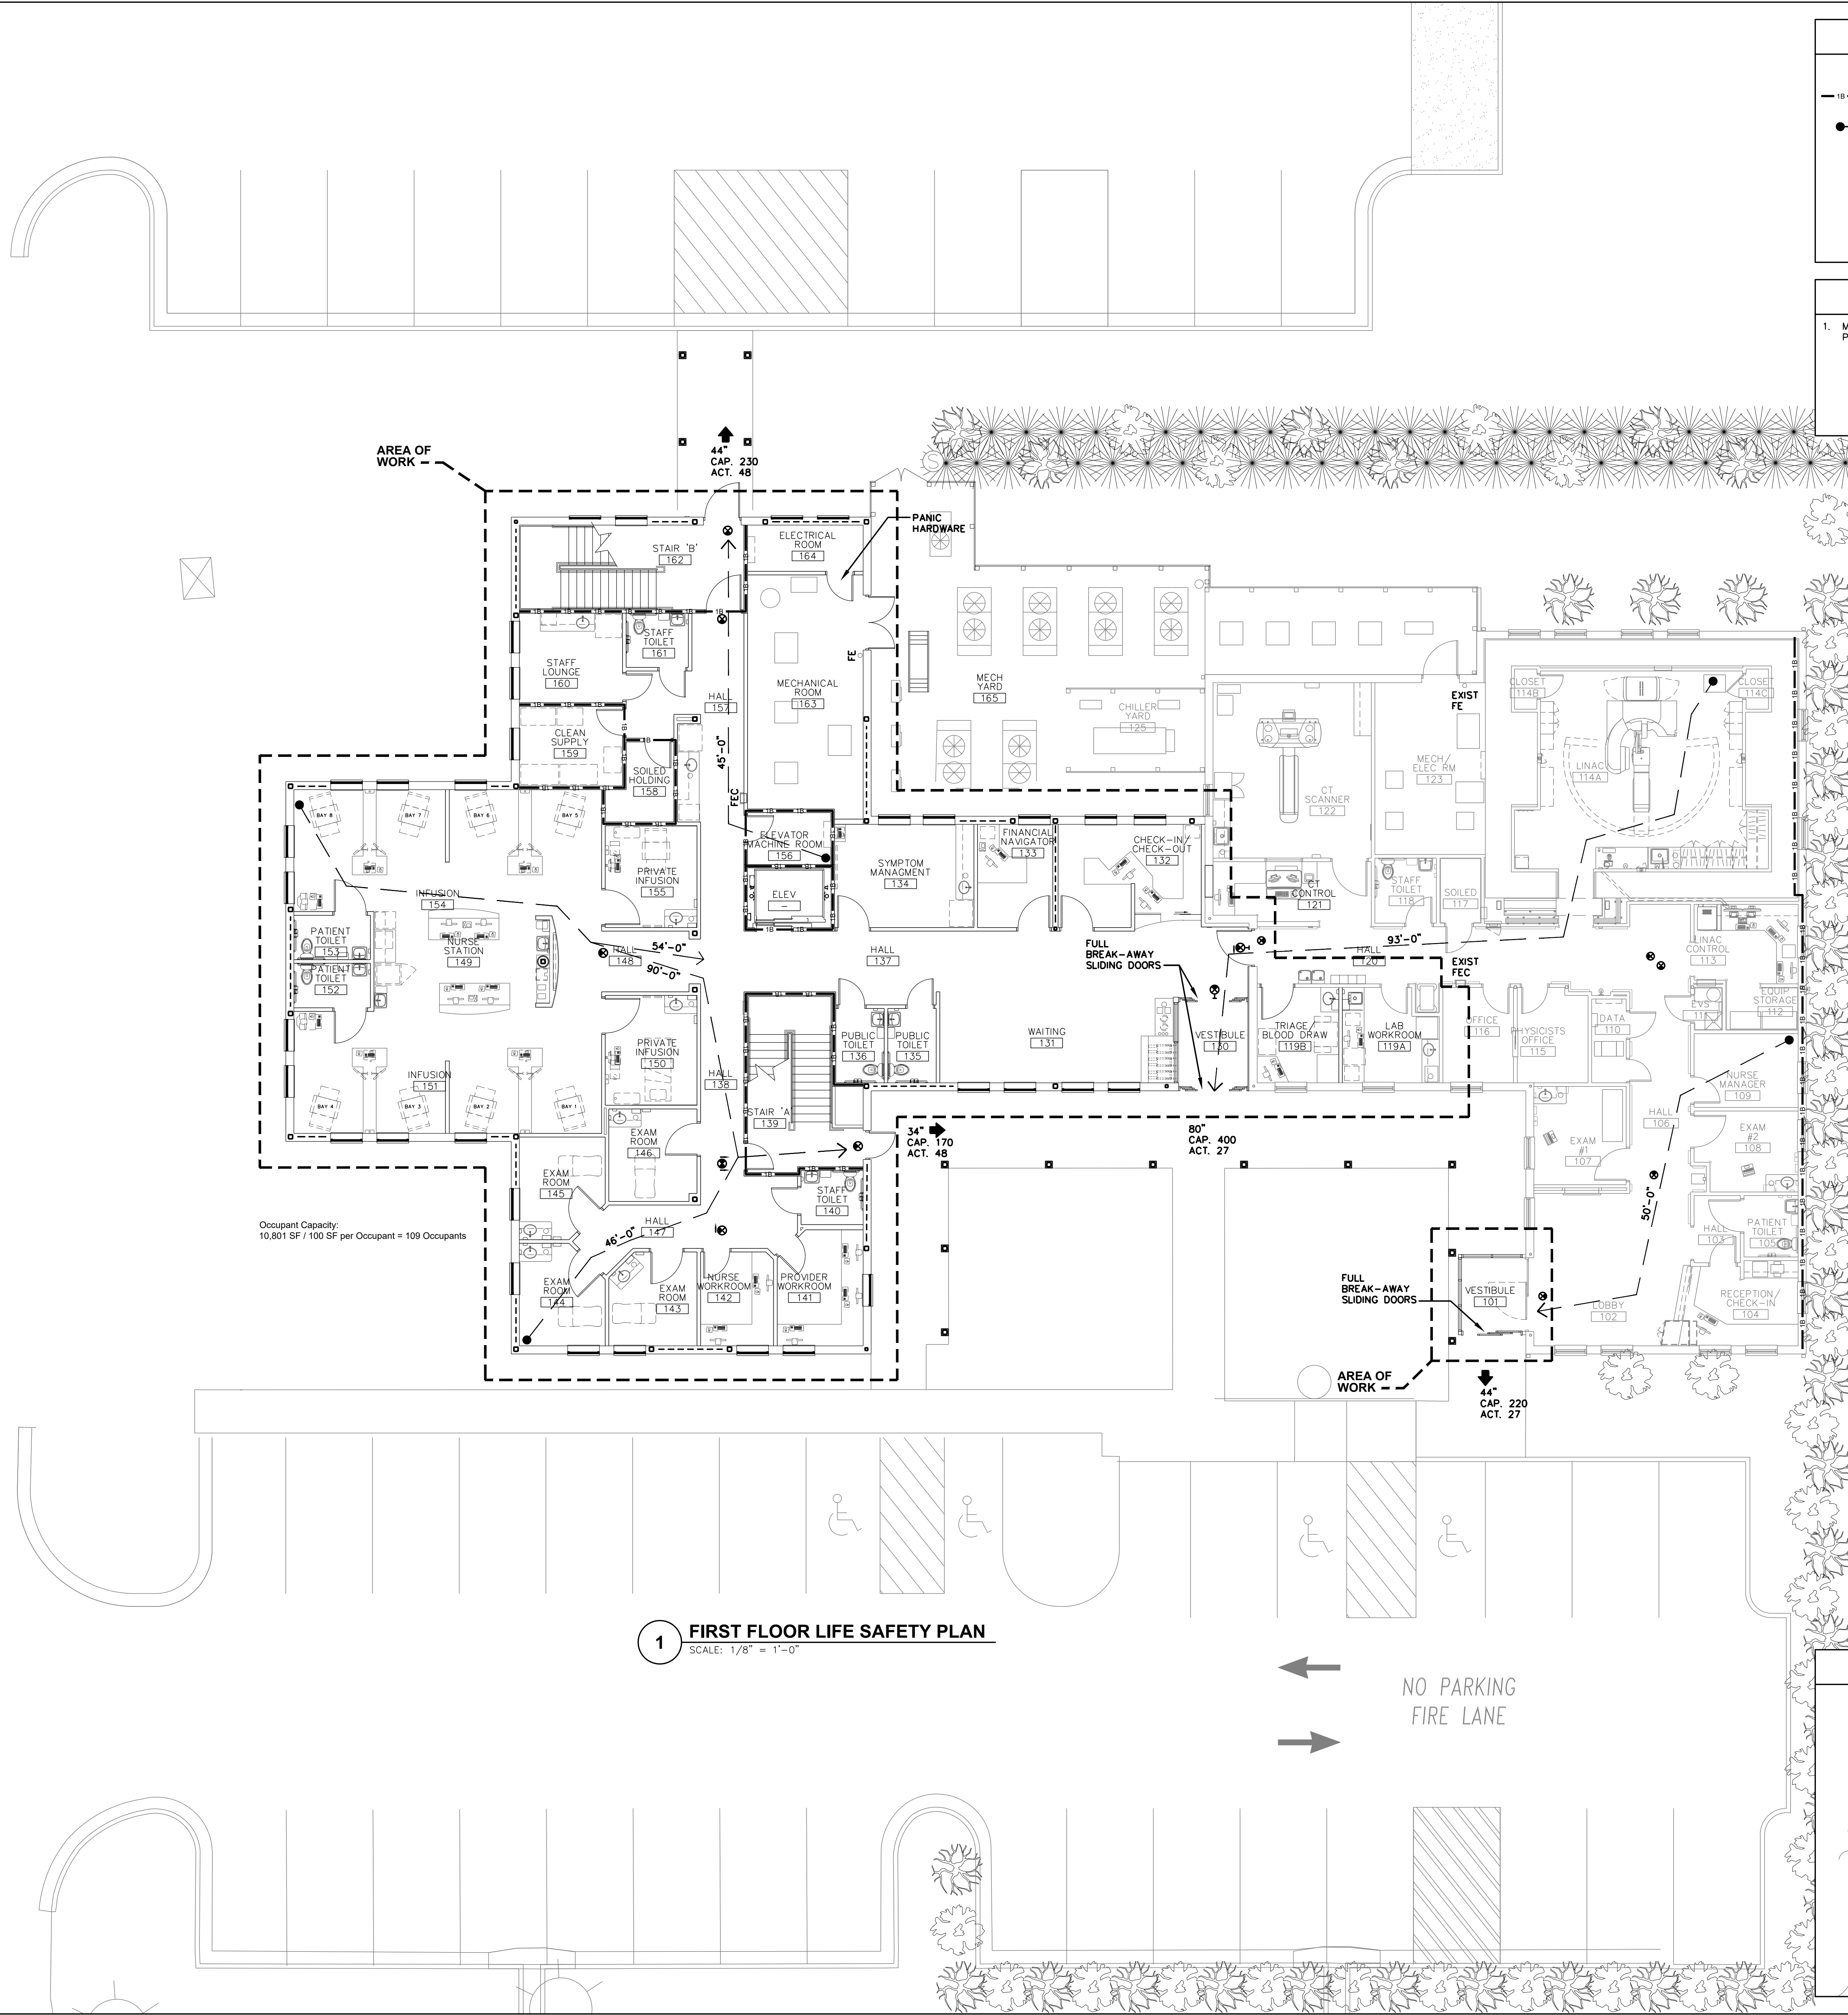 1B
1. M
P
AREA OF
WORK
44"
CAP. 230
ACT. 48
PANIC
HARDWARE
ELECTRICAL
ROOM
164
STAIR 'B'
162
STAFF
TOILET
161
STAFF
LOUNGE
160
FE
MECHANICAL
ROOM
163
HALL
157
45'-0"
CLEAN
SUPPLY
159
SOILED
HOLDING
158
FEC
MECH
YARD
165
CHILLER
YARD
125
EXIST
FE
CLOSET
114B
CLOSET
114C
LINAC
114A
MECH/
ELEC RM
123
CT
SCANNER
122
BAY 8
BAY 7
BAY 6
BAY 5
ELEVATOR
MACHINE ROOM
156
SYMPTOM
MANAGMENT
134
FINANCIAL
NAVIGATOR
133
CHECK-IN/
CHECK-OUT
132
PRIVATE
INFUSION
155
ELEV
-
INFUSION
154
CT
CONTROL
121
STAFF
TOILET
118
SOILED
117
PATIENT
TOILET
153
NURSE
STATION
149
PATIENT
TOILET
152
HALL
148
54'-0"
90'-0"
HALL
137
FULL
BREAK-AWAY
SLIDING DOORS
93'-0"
HALL
120
EXIST
FEC
LINAC
CONTROL
113
EQUIP
STORAGE
112
EVS
111
DATA
110
OFFICE
116
PHYSICISTS
OFFICE
115
PUBLIC
TOILET
136
PUBLIC
TOILET
135
WAITING
131
VESTIBULE
130
TRIAGE/
BLOOD DRAW
119B
LAB
WORKROOM
119A
PRIVATE
INFUSION
150
HALL
138
INFUSION
151
BAY 4
BAY 3
BAY 2
BAY 1
STAIR 'A'
139
NURSE
MANAGER
109
HALL
106
EXAM
#2
108
EXAM
#1
107
EXAM
ROOM
146
34"
CAP. 170
ACT. 48
80"
CAP. 400
ACT. 27
EXAM
ROOM
145
STAFF
TOILET
140
50'-0"
Occupant Capacity:
10,801 SF / 100 SF per Occupant = 109 Occupants
46'-0"
HALL
147
HALL
103
PATIENT
TOILET
105
EXAM
ROOM
144
EXAM
ROOM
143
NURSE
WORKROOM
142
PROVIDER
WORKROOM
141
FULL
BREAK-AWAY
SLIDING DOORS
VESTIBULE
101
LOBBY
102
RECEPTION/
CHECK-IN
104
AREA OF
WORK
44"
CAP. 220
ACT. 27
1
FIRST FLOOR LIFE SAFETY PLAN
SCALE: 1/8" = 1'-0"
NO PARKING
FIRE LANE